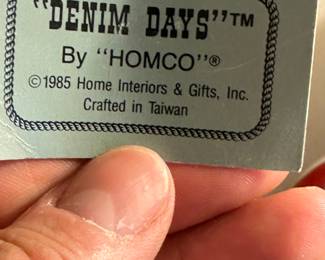 "DENIM DAYS"™
By "HOMCO"®
©1985 Home Interiors & Gifts, Inc.
Crafted in Taiwan